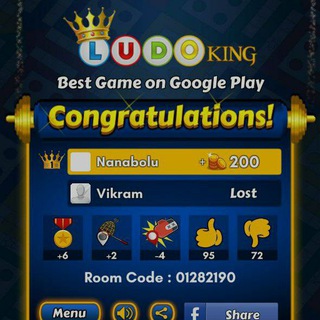 LUDO KING
Best Game on Google Play
Congratulations!
1 Nanabolu + 200
Vikram Lost
+6 +2 -4 95 72
Room Code : 01282190
Menu f Share